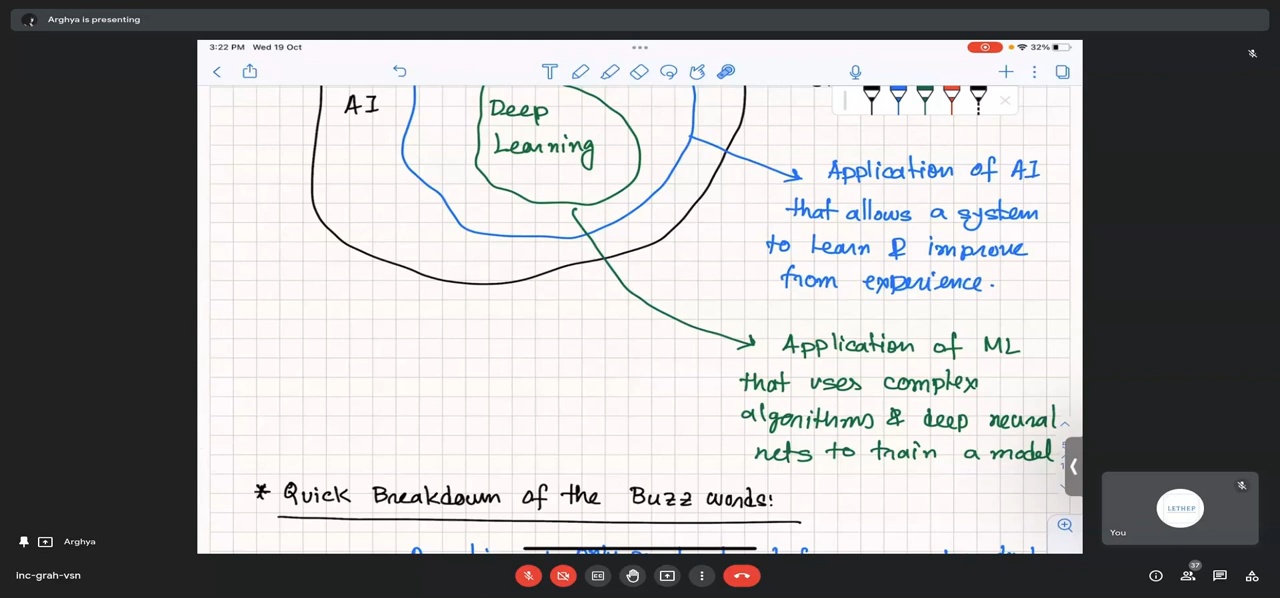 Arghya is presenting
3:22 PM Wed 19 Oct
32%
AI
Deep
Learning
Application of AI
that allows a system
to learn & improve
from experience.
Application of ML
that uses complex
algorithms & deep neural
nets to train a model
* Quick Breakdown of the Buzz words:
LETHEP
You
Arghya
inc-grah-vsn
CC
37